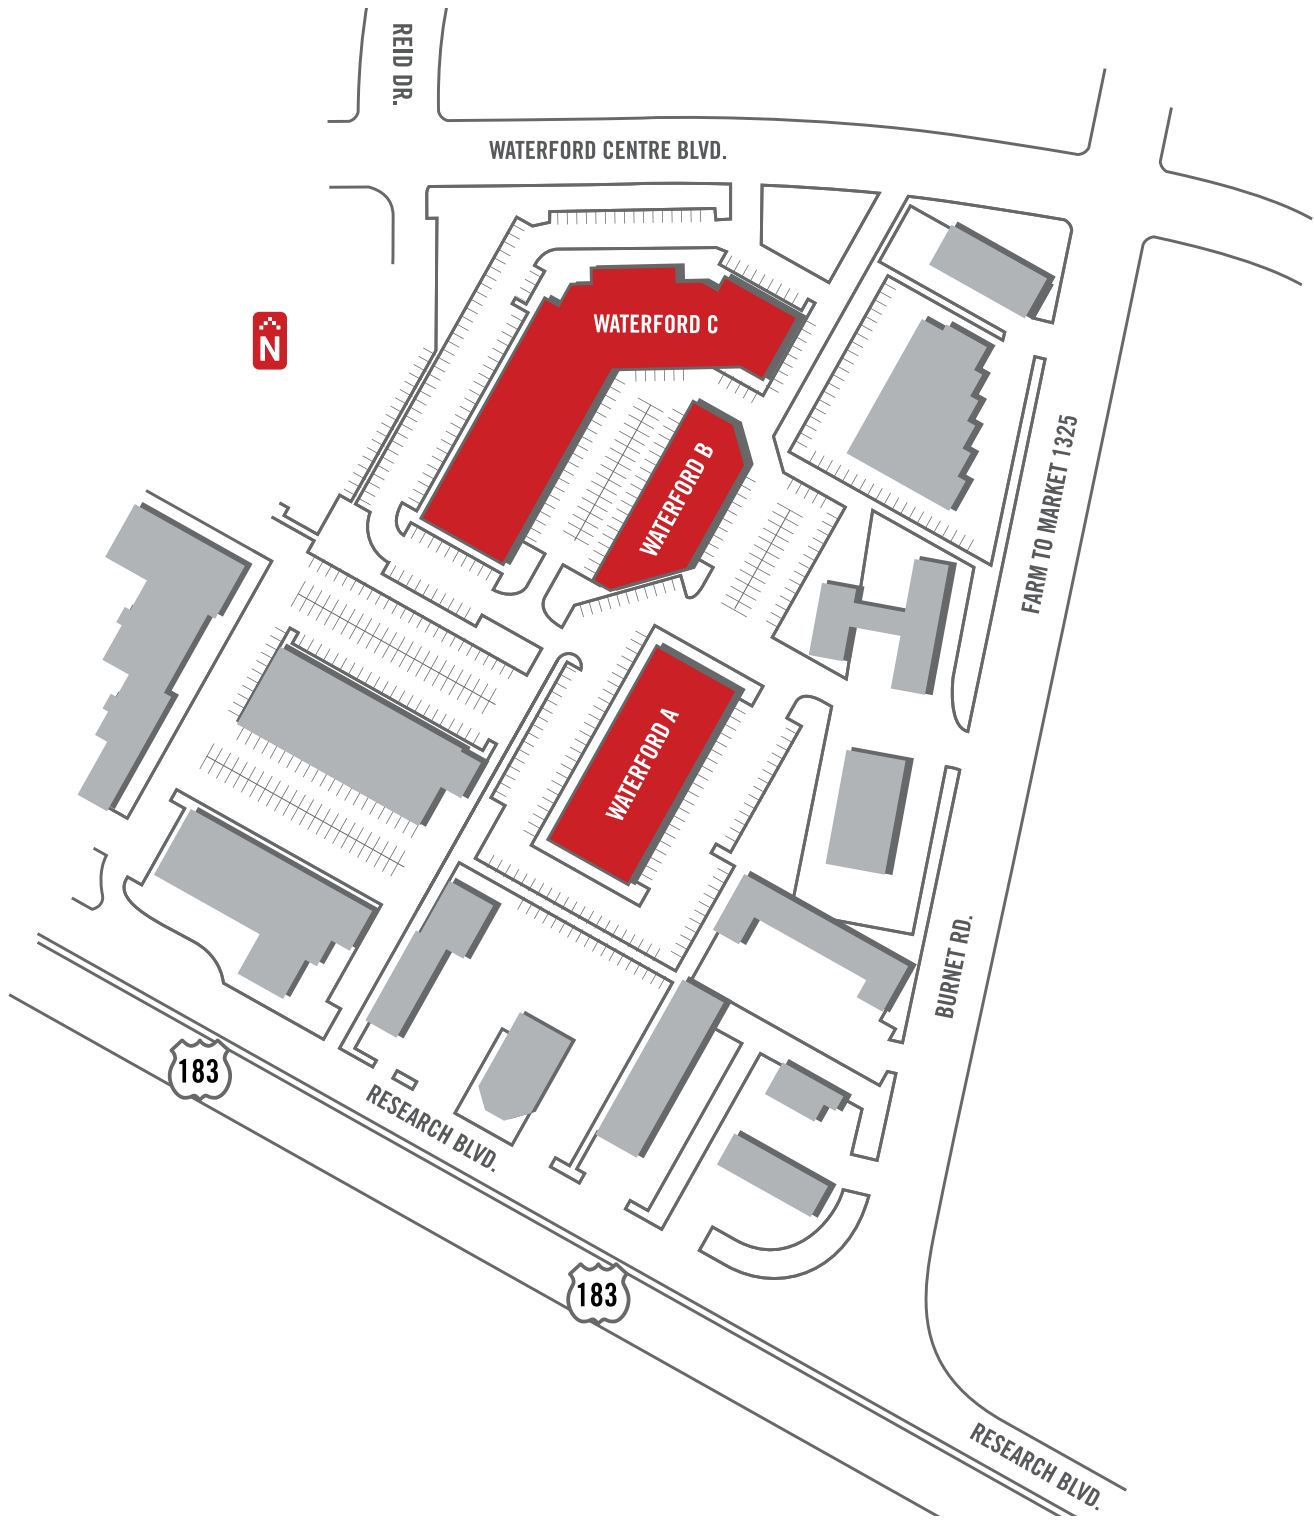 REID DR.
WATERFORD CENTRE BLVD.
WATERFORD C
N
WATERFORD B
FARM TO MARKET 1325
WATERFORD A
BURNET RD.
183
RESEARCH BLVD.
183
RESEARCH BLVD.